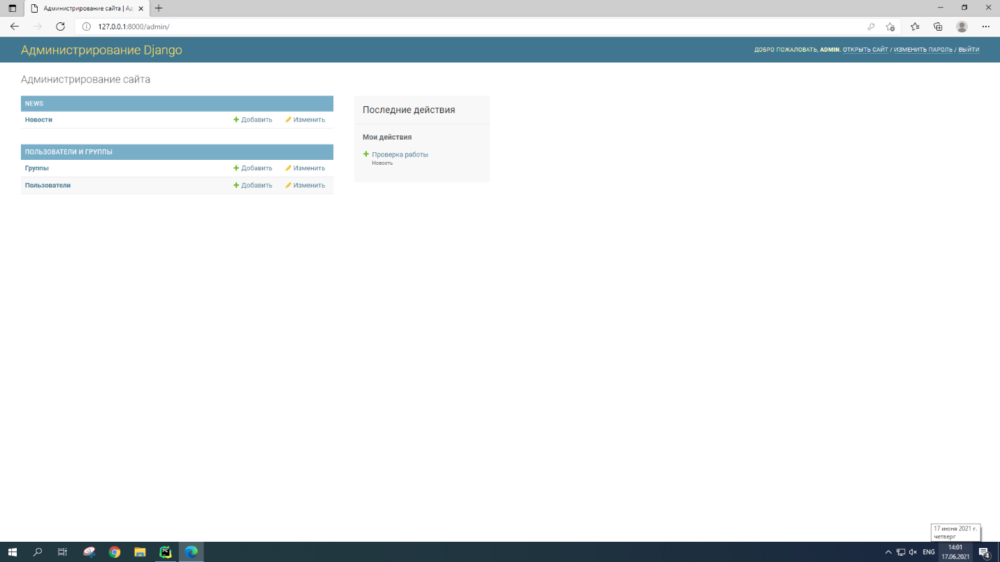 Администрирование сайта | Ад
127.0.0.1:8000/admin/
Администрирование Django
ДОБРО ПОЖАЛОВАТЬ, ADMIN. ОТКРЫТЬ САЙТ / ИЗМЕНИТЬ ПАРОЛЬ / ВЫЙТИ
Администрирование сайта
NEWS
Новости Добавить Изменить
ПОЛЬЗОВАТЕЛИ И ГРУППЫ
Группы Добавить Изменить
Пользователи Добавить Изменить
Последние действия
Мои действия
Проверка работы
Новость
17 июня 2021 г.
четверг
PC
ENG
14:01
17.06.2021
4